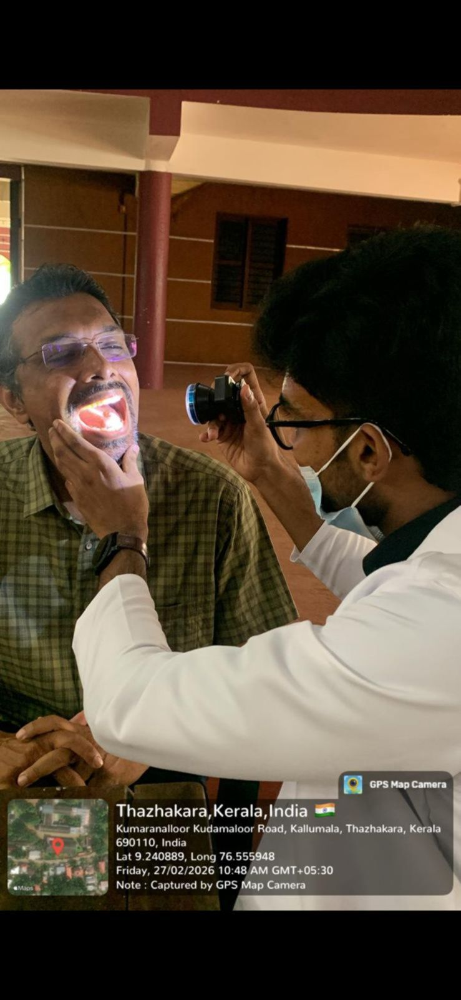 GPS Map Camera
Thazhakara,Kerala,India
Kumaranalloor Kudamaloor Road, Kallumala, Thazhakara, Kerala
690110, India
Lat 9.240889, Long 76.555948
Friday, 27/02/2026 10:48 AM GMT+05:30
Note : Captured by GPS Map Camera
Maps